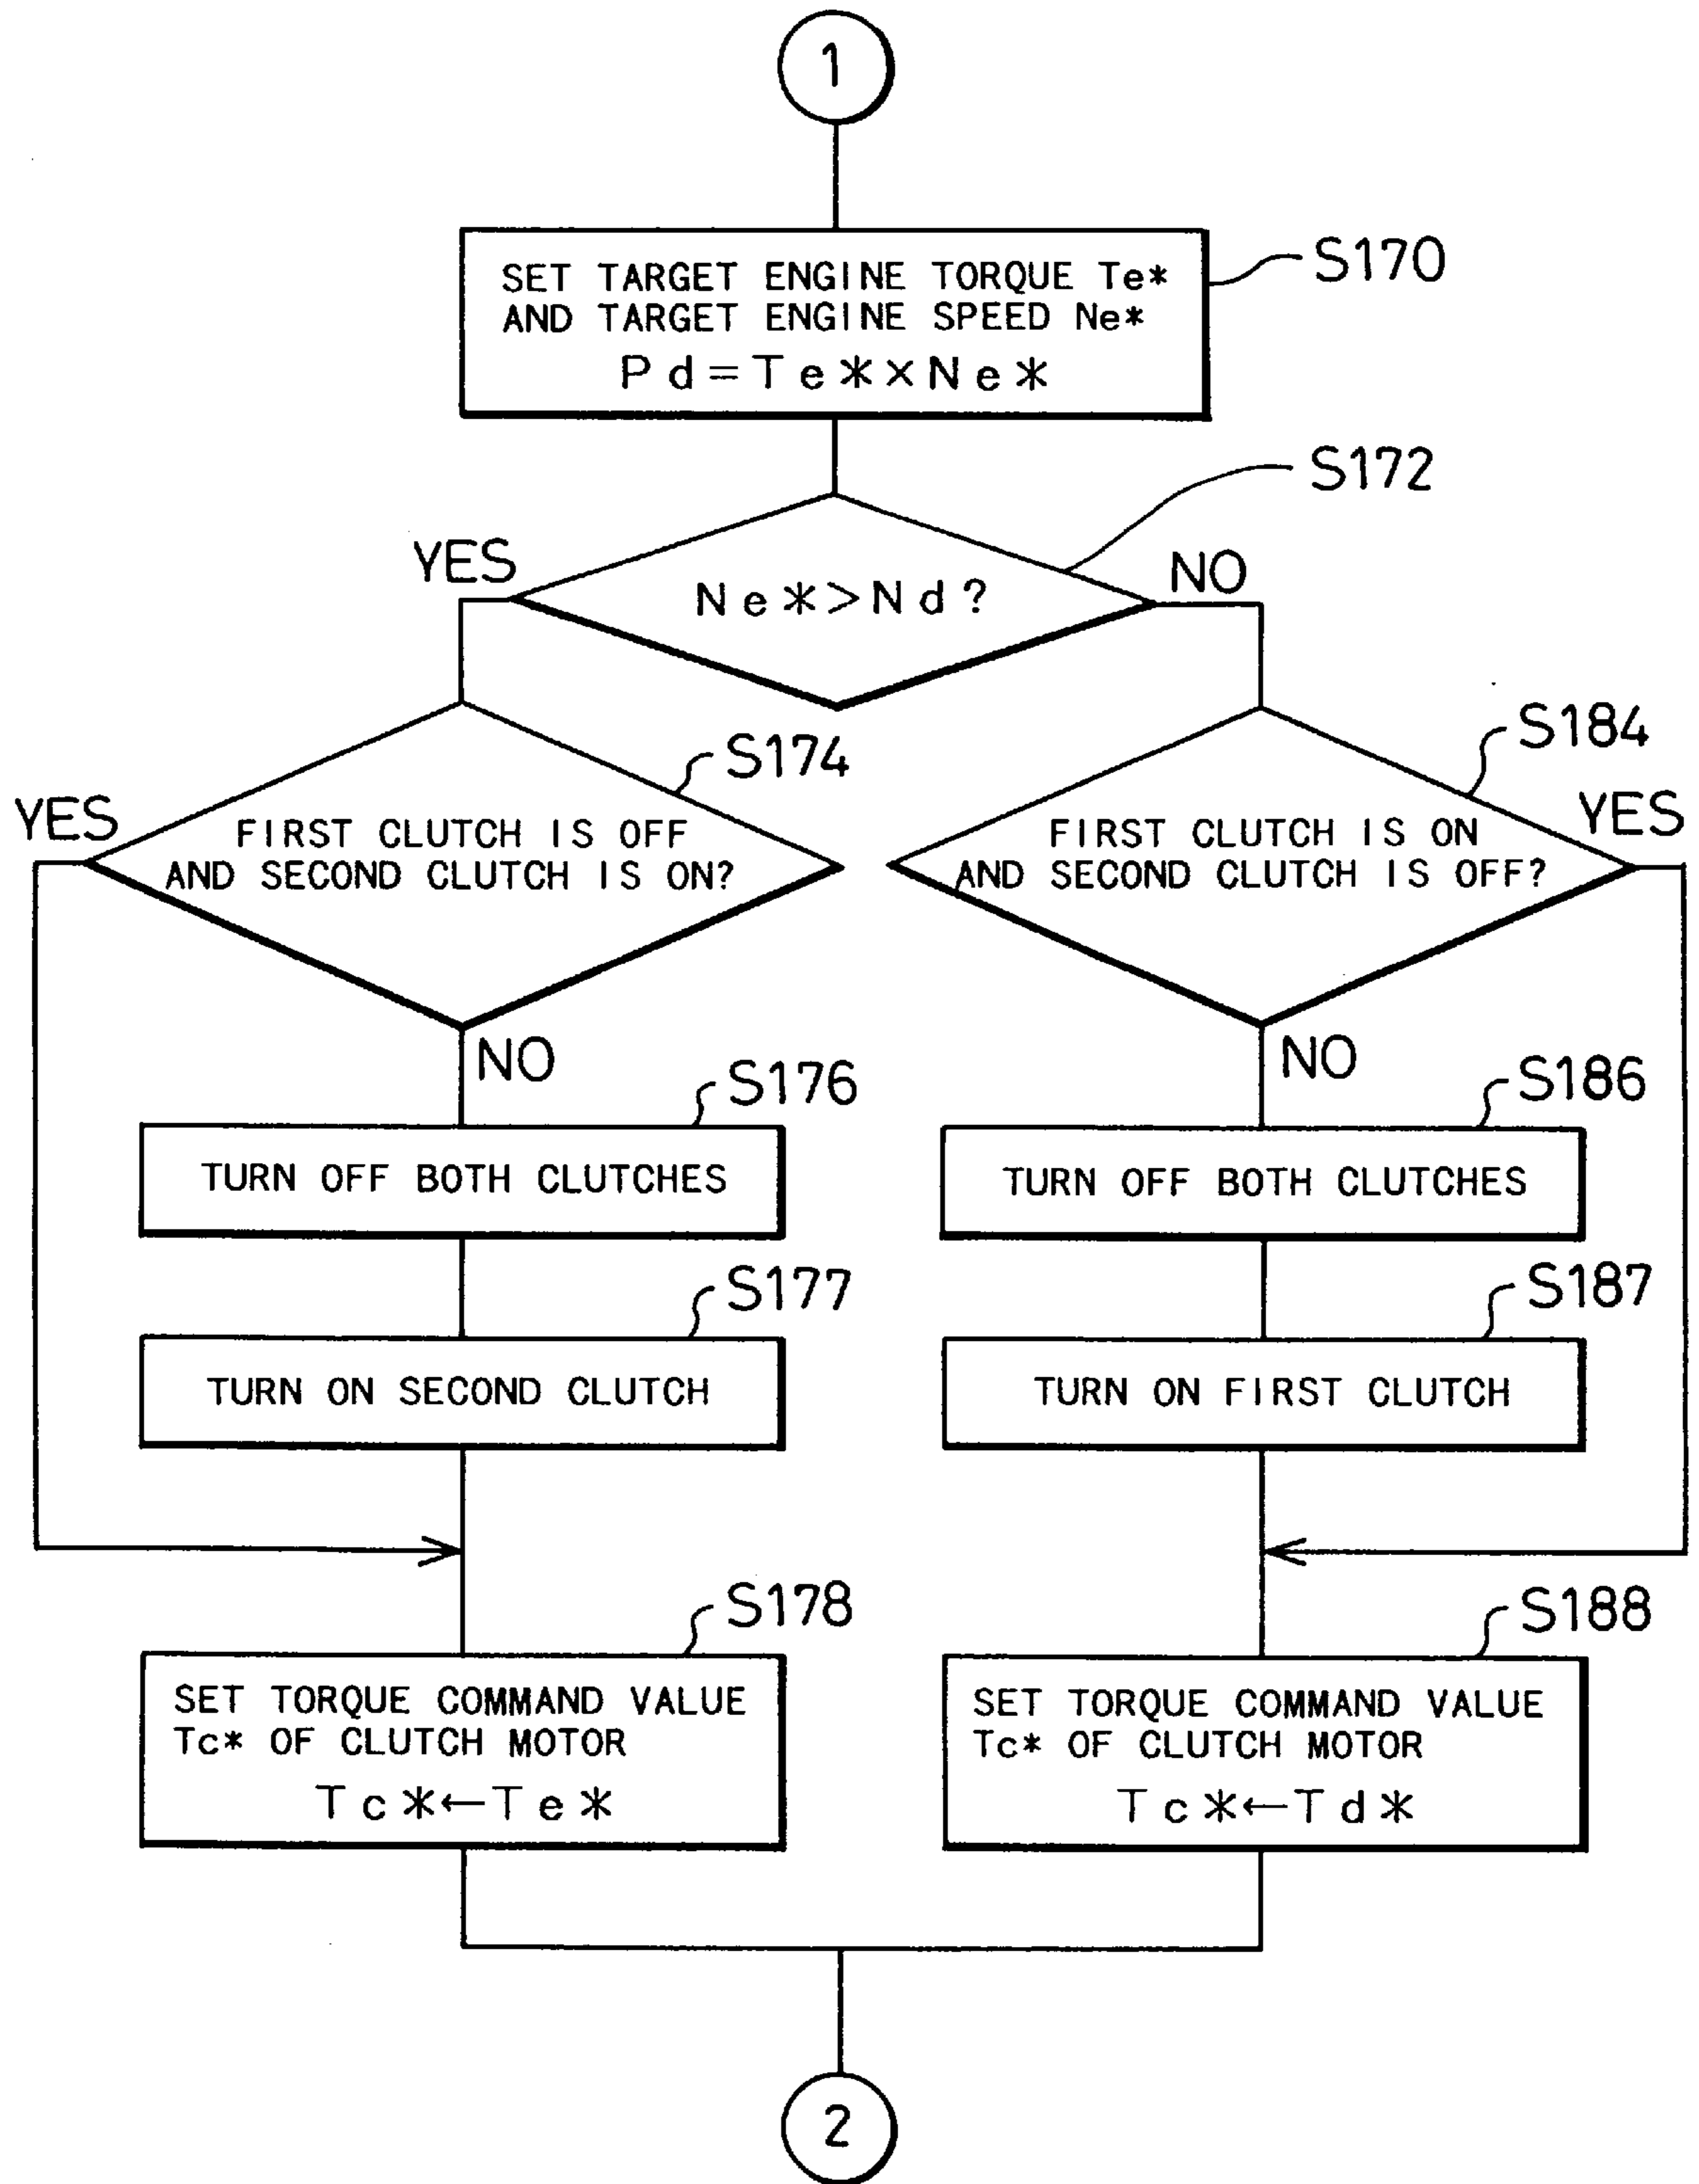 1
SET TARGET ENGINE TORQUE Te*
AND TARGET ENGINE SPEED Ne*
Pd=Te*×Ne*
S170
S172
YES
Ne*>Nd?
NO
S174
S184
YES
FIRST CLUTCH IS OFF
AND SECOND CLUTCH IS ON?
FIRST CLUTCH IS ON
AND SECOND CLUTCH IS OFF?
YES
NO
NO
S176
S186
TURN OFF BOTH CLUTCHES
TURN OFF BOTH CLUTCHES
S177
S187
TURN ON SECOND CLUTCH
TURN ON FIRST CLUTCH
S178
S188
SET TORQUE COMMAND VALUE
Tc* OF CLUTCH MOTOR
Tc*←Te*
SET TORQUE COMMAND VALUE
Tc* OF CLUTCH MOTOR
Tc*←Td*
2